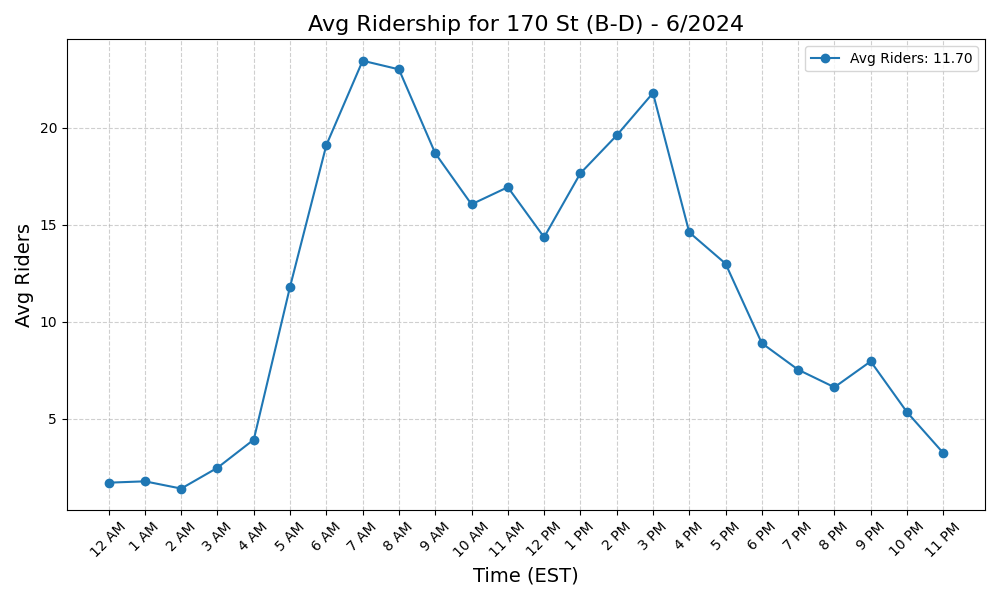 Avg Ridership for 170 St (B-D) - 6/2024
Avg Riders: 11.70
Avg Riders
20
15
10
5
12 AM
1 AM
2 AM
3 AM
4 AM
5 AM
6 AM
7 AM
8 AM
9 AM
10 AM
11 AM
12 PM
1 PM
2 PM
3 PM
4 PM
5 PM
6 PM
7 PM
8 PM
9 PM
10 PM
11 PM
Time (EST)